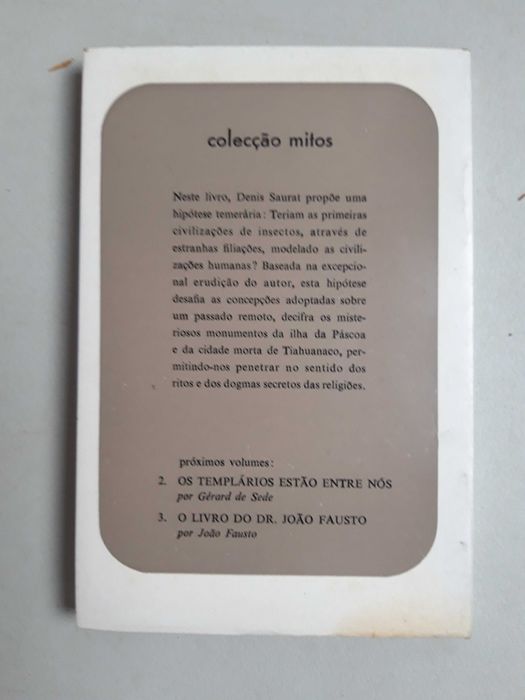 colecção mitos
Neste livro, Denis Saurat propõe uma
hipótese temerária: Teriam as primeiras
civilizações de insectos, através de
estranhas filiações, modelado as civili-
zações humanas? Baseada na excepcio-
nal erudição do autor, esta hipótese
desafia as concepções adoptadas sobre
um passado remoto, decifra os miste-
riosos monumentos da ilha da Páscoa
e da cidade morta de Tiahuanaco, per-
mitindo-nos penetrar no sentido dos
ritos e dos dogmas secretos das religiões.
próximos volumes:
2. OS TEMPLÁRIOS ESTÃO ENTRE NÓS
por Gérard de Sede
3. O LIVRO DO DR. JOÃO FAUSTO
por João Fausto